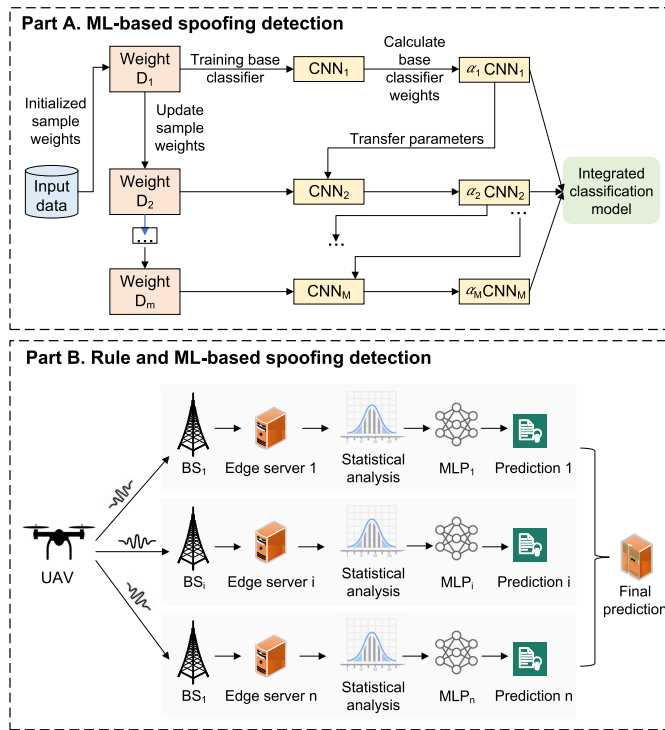 Part A. ML-based spoofing detection
Weight
D₁
Training base
classifier
CNN₁
Calculate
base
classifier
weights
α₁ CNN₁
Initialized
sample
weights
Update
sample
weights
Transfer parameters
Input
data
Weight
D₂
CNN₂
α₂ CNN₂
Integrated
classification
model
...
...
...
Weight
Dₘ
CNN_M
α_M CNN_M
Part B. Rule and ML-based spoofing detection
BS₁
Edge server 1
Statistical
analysis
MLP₁
Prediction 1
UAV
BSᵢ
Edge server i
Statistical
analysis
MLPᵢ
Prediction i
Final
prediction
BS₁
Edge server n
Statistical
analysis
MLPₙ
Prediction n